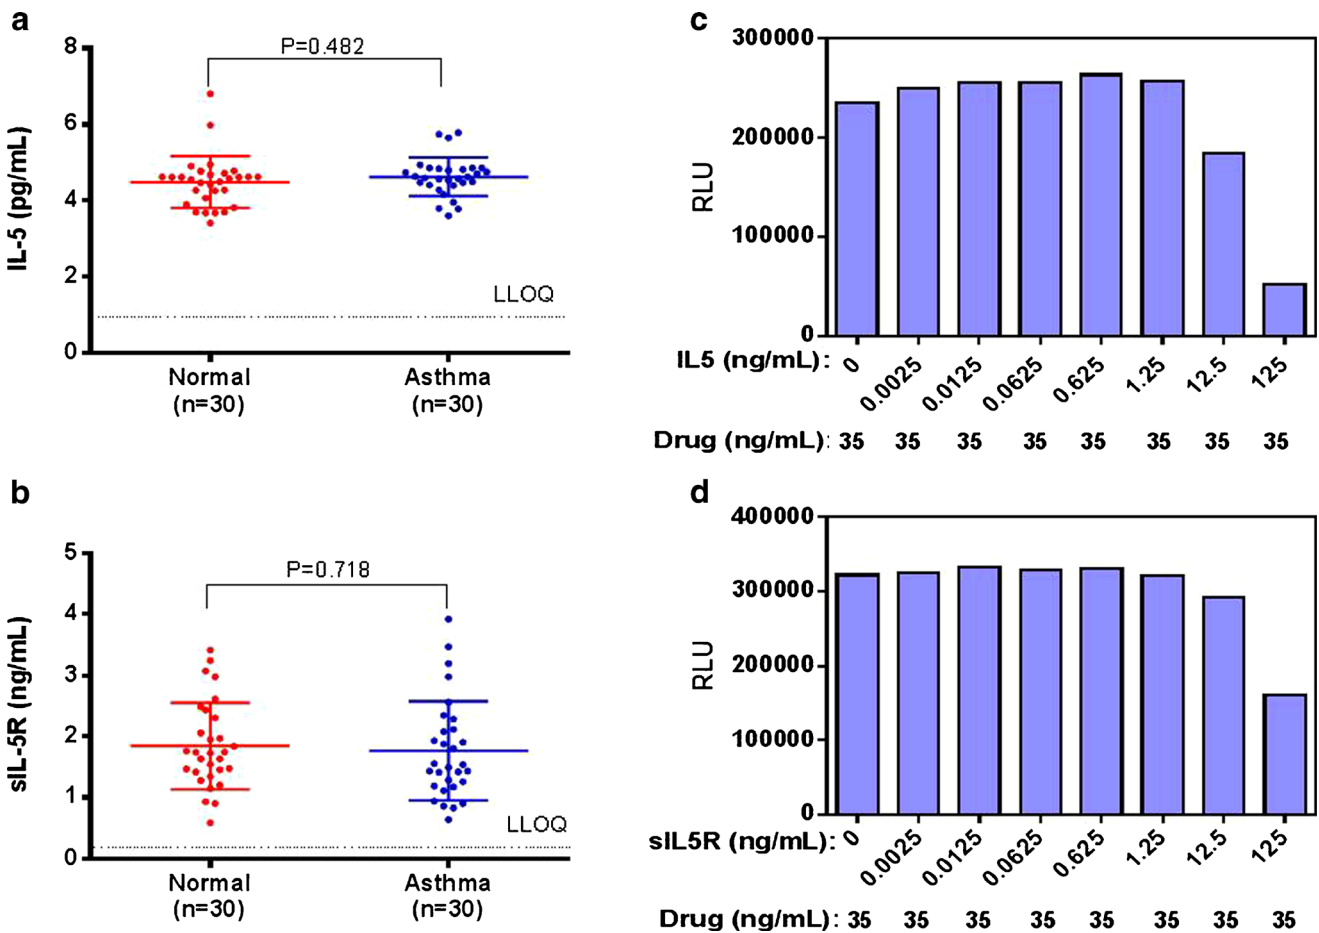 a
P=0.482
8
6
4
2
0
IL-5 (pg/mL)
LLOQ
Normal Asthma
(n=30) (n=30)
b
P=0.718
5
4
3
2
1
0
sIL-5R (ng/mL)
LLOQ
Normal Asthma
(n=30) (n=30)
c
300000
200000
100000
0
RLU
IL5 (ng/mL): 0 0.0025 0.0125 0.0625 0.625 1.25 12.5 125
Drug (ng/mL): 35 35 35 35 35 35 35 35
d
400000
300000
200000
100000
0
RLU
sIL5R (ng/mL): 0 0.0025 0.0125 0.0625 0.625 1.25 12.5 125
Drug (ng/mL): 35 35 35 35 35 35 35 35